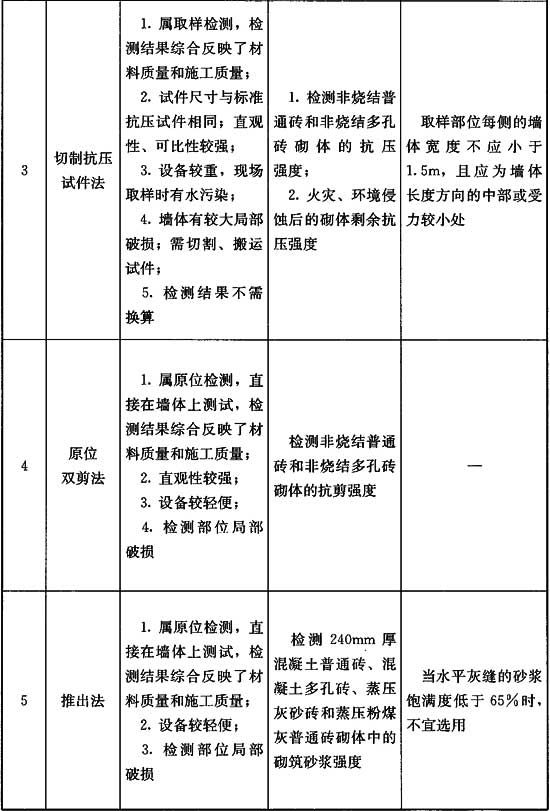 3
切制抗压
试件法
1. 属取样检测，检
测结果综合反映了材
料质量和施工质量；
2. 试件尺寸与标准
抗压试件相同；直观
性、可比性较强；
3. 设备较重，现场
取样时有水污染；
4. 墙体有较大局部
破损；需切割、搬运
试件；
5. 检测结果不需
换算
1. 检测非烧结普
通砖和非烧结多孔
砖砌体的抗压
强度；
2. 火灾、环境侵
蚀后的砌体剩余抗
压强度
取样部位每侧的墙
体宽度不应小于
1.5m，且应为墙体
长度方向的中部或受
力较小处
4
原位
双剪法
1. 属原位检测，直
接在墙体上测试，检
测结果综合反映了材
料质量和施工质量；
2. 直观性较强；
3. 设备较轻便；
4. 检测部位局部
破损
检测非烧结普通
砖和非烧结多孔砖
砌体的抗剪强度
—
5
推出法
1. 属原位检测，直
接在墙体上测试，检
测结果综合反映了材
料质量和施工质量；
2. 设备较轻便；
3. 检测部位局部
破损
检测 240mm 厚
混凝土普通砖、混
凝土多孔砖、蒸压
灰砂砖和蒸压粉煤
灰普通砖砌体中的
砌筑砂浆强度
当水平灰缝的砂浆
饱满度低于 65%时，
不宜选用